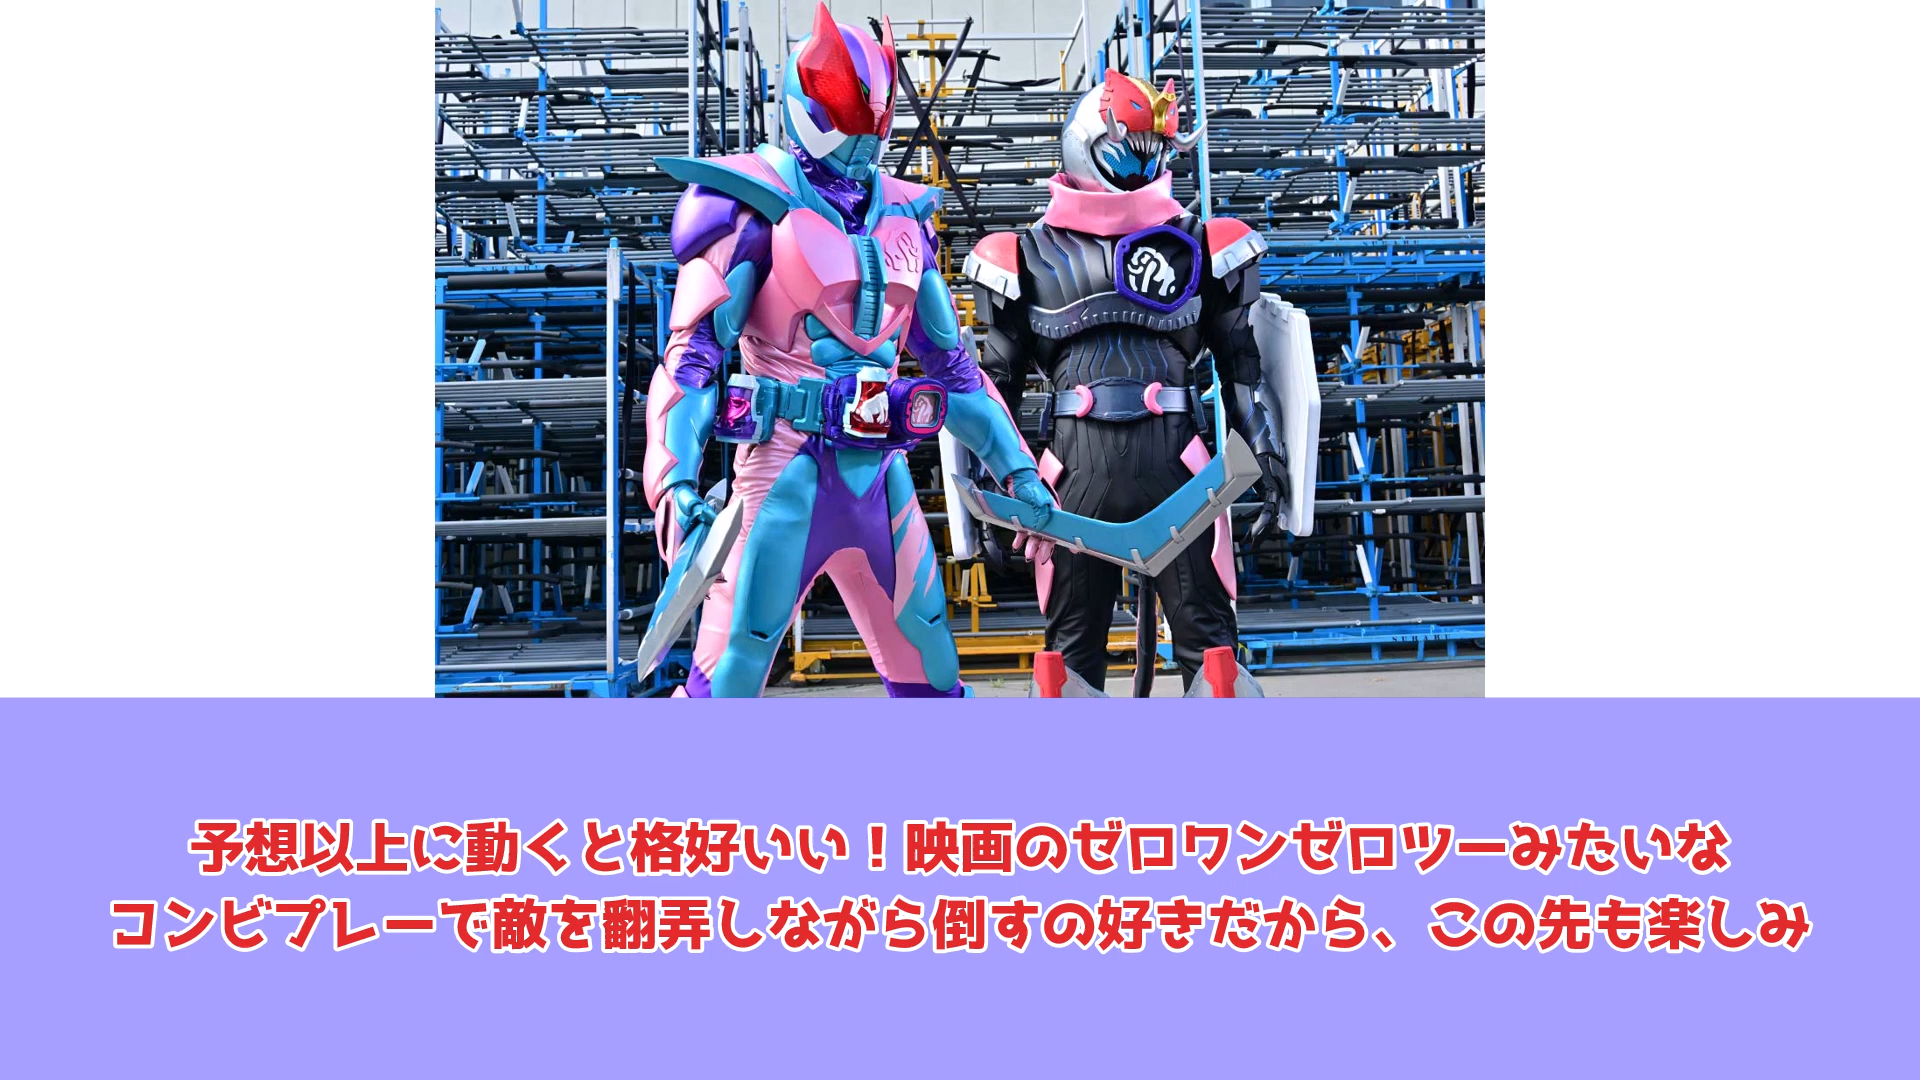 予想以上に動くと格好いい！映画のゼロワンゼロツーみたいな
コンビプレーで敵を翻弄しながら倒すの好きだから、この先も楽しみ
SUBARU